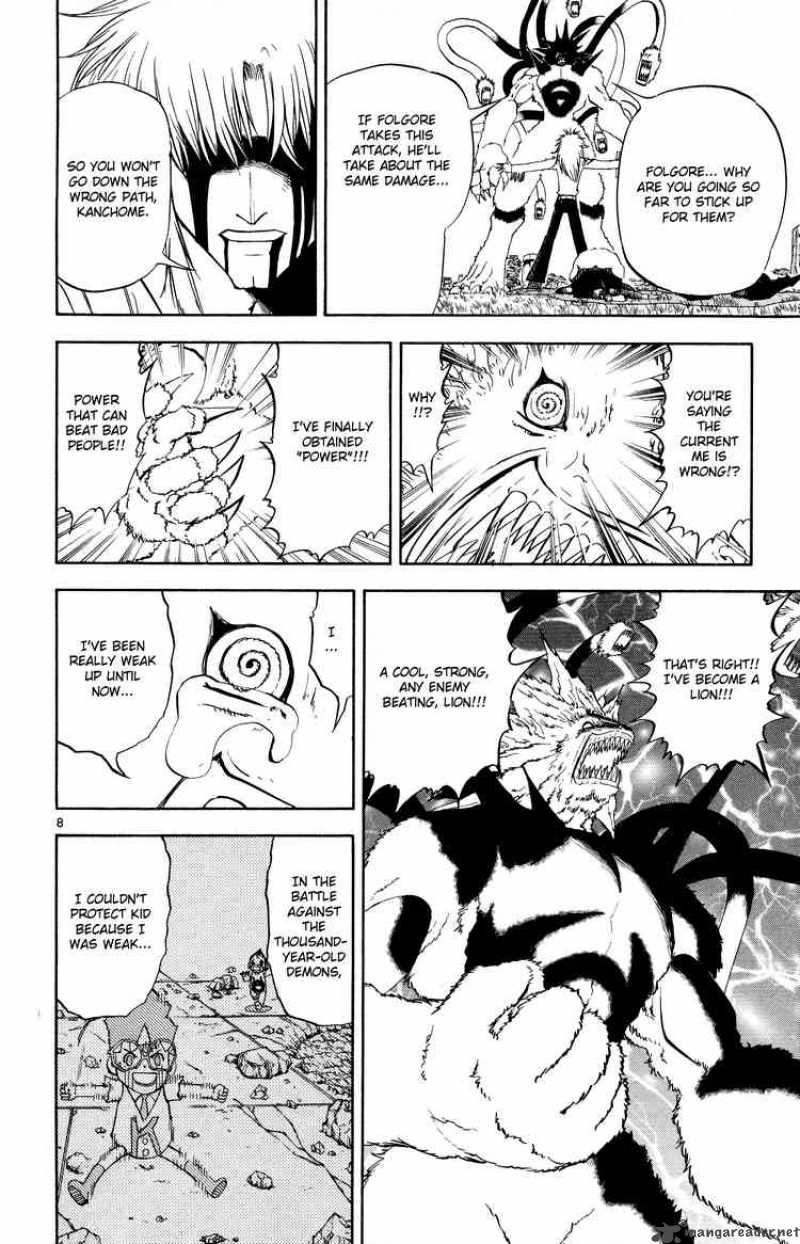 FOLGORE... WHY
ARE YOU GOING
SO FAR TO STICK UP
FOR THEM?
IF FOLGORE
TAKES THIS
ATTACK, HE'LL
TAKE ABOUT THE
SAME DAMAGE...
SO YOU WON'T
GO DOWN THE
WRONG PATH,
KANCHOME.
YOU'RE
SAYING
THE
CURRENT
ME IS
WRONG!?
WHY
!!?
I'VE FINALLY
OBTAINED
"POWER"!!!
POWER
THAT CAN
BEAT BAD
PEOPLE!!
THAT'S RIGHT!!
I'VE BECOME A
LION!!!
A COOL, STRONG,
ANY ENEMY
BEATING, LION!!!
I
...
I'VE BEEN
REALLY WEAK
UP UNTIL
NOW...
8
IN THE
BATTLE
AGAINST
THE
THOUSAND-
YEAR-OLD
DEMONS,
I COULDN'T
PROTECT KID
BECAUSE I
WAS WEAK...
K
mangareader.net